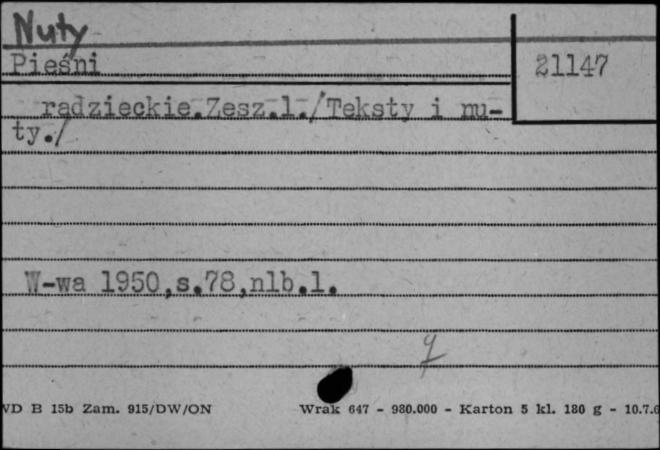 Nuty
Pieśni
21147
radzieckie.Zesz.1./Teksty i nu-
ty./
W-wa 1950,s.78,nlb.1.
WD B 15b Zam. 915/DW/ON
Wrak 647 - 980.000 - Karton 5 kl. 180 g - 10.7.6